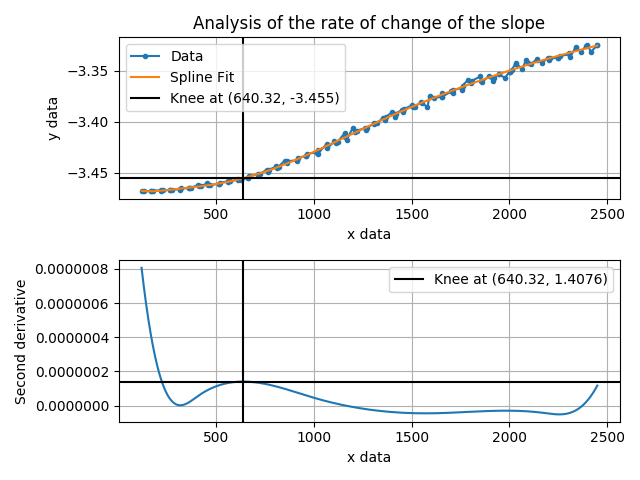 Analysis of the rate of change of the slope
Data
Spline Fit
Knee at (640.32, -3.455)
y data
−3.35
−3.40
−3.45
500 1000 1500 2000 2500
x data
Knee at (640.32, 1.4076)
Second derivative
0.0000008
0.0000006
0.0000004
0.0000002
0.0000000
500 1000 1500 2000 2500
x data